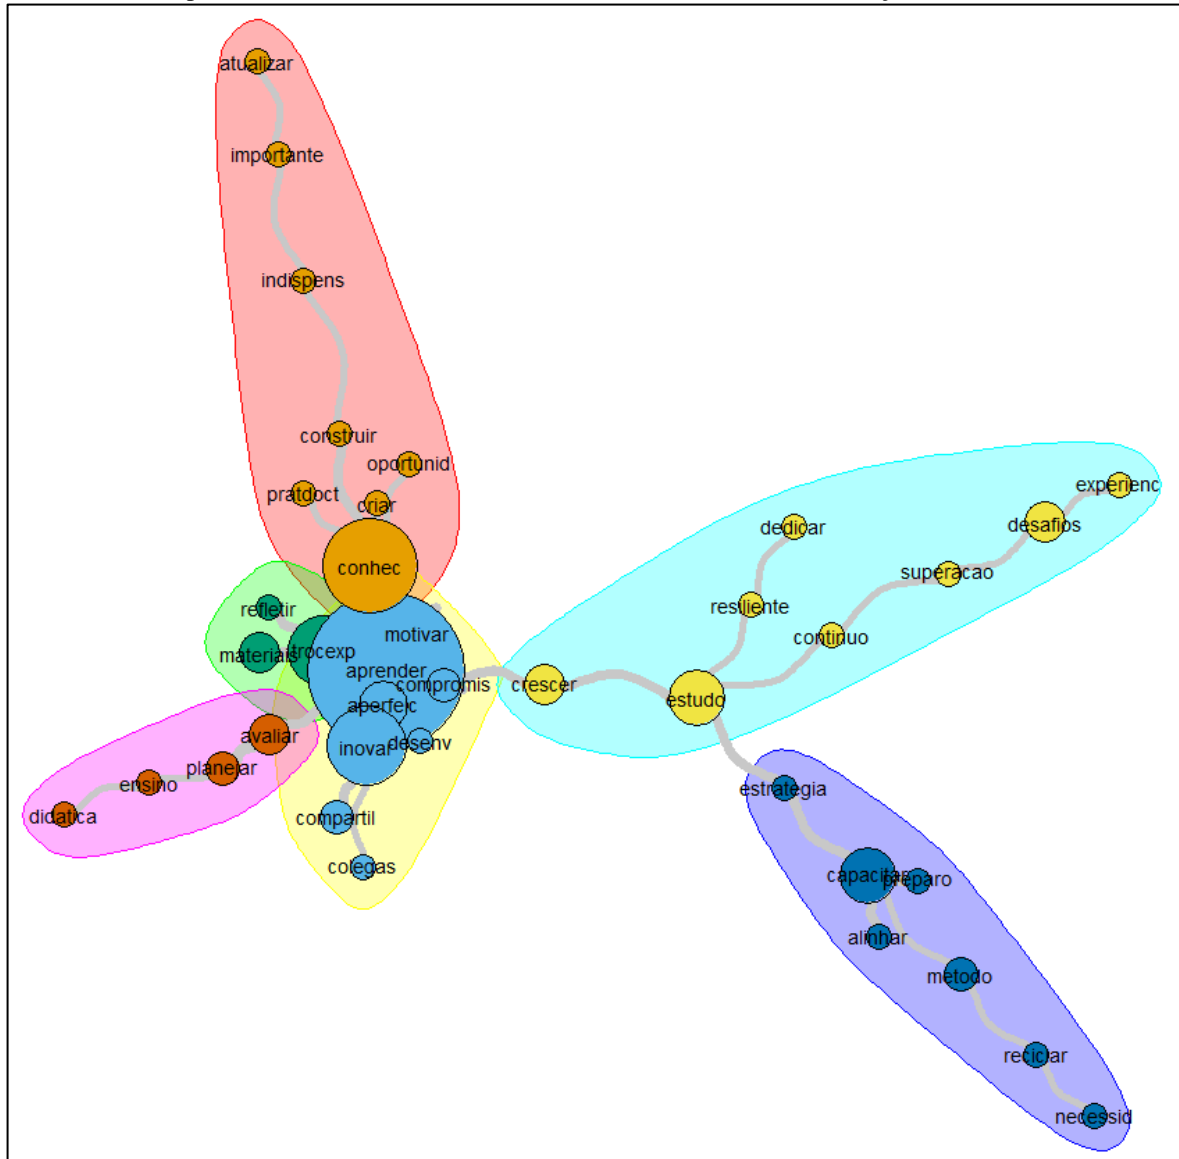 atualizar
importante
indispens
construir
oportunid
pratdoct
criar
conhec
refletir
motivar
materiais
trocexp
aprender
compromis
aperfeic
inovar
desenv
compartil
colegas
avaliar
planejar
ensino
didatica
crescer
estudo
dedicar
resiliente
continuo
superacao
desafios
experienc
estrategia
capacitar
preparo
alinhar
metodo
reciclar
necessid